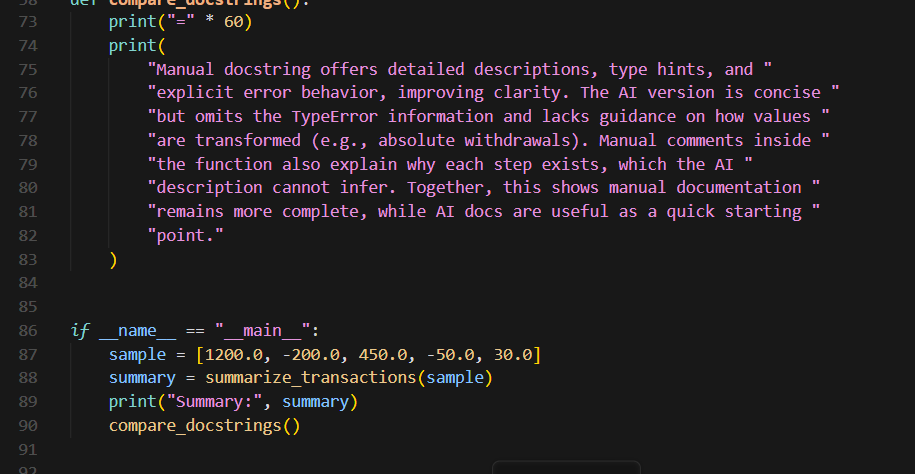 58 def compare_docstrings():
73 print("=" * 60)
74 print(
75 "Manual docstring offers detailed descriptions, type hints, and "
76 "explicit error behavior, improving clarity. The AI version is concise "
77 "but omits the TypeError information and lacks guidance on how values "
78 "are transformed (e.g., absolute withdrawals). Manual comments inside "
79 "the function also explain why each step exists, which the AI "
80 "description cannot infer. Together, this shows manual documentation "
81 "remains more complete, while AI docs are useful as a quick starting "
82 "point."
83 )
84
85
86 if __name__ == "__main__":
87 sample = [1200.0, -200.0, 450.0, -50.0, 30.0]
88 summary = summarize_transactions(sample)
89 print("Summary:", summary)
90 compare_docstrings()
91
92